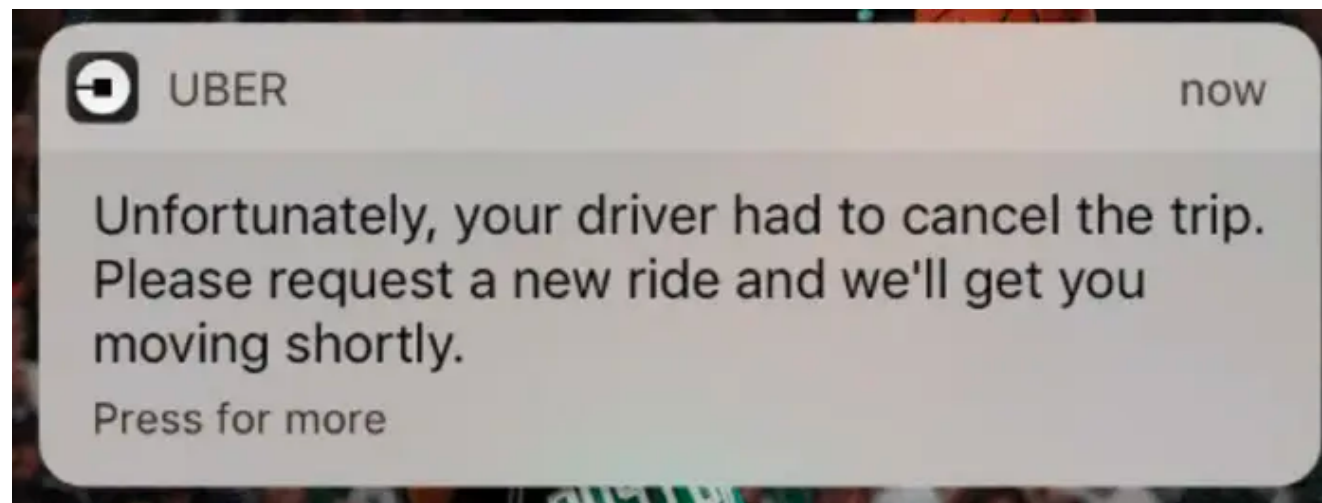 UBER now
Unfortunately, your driver had to cancel the trip.
Please request a new ride and we'll get you
moving shortly.
Press for more